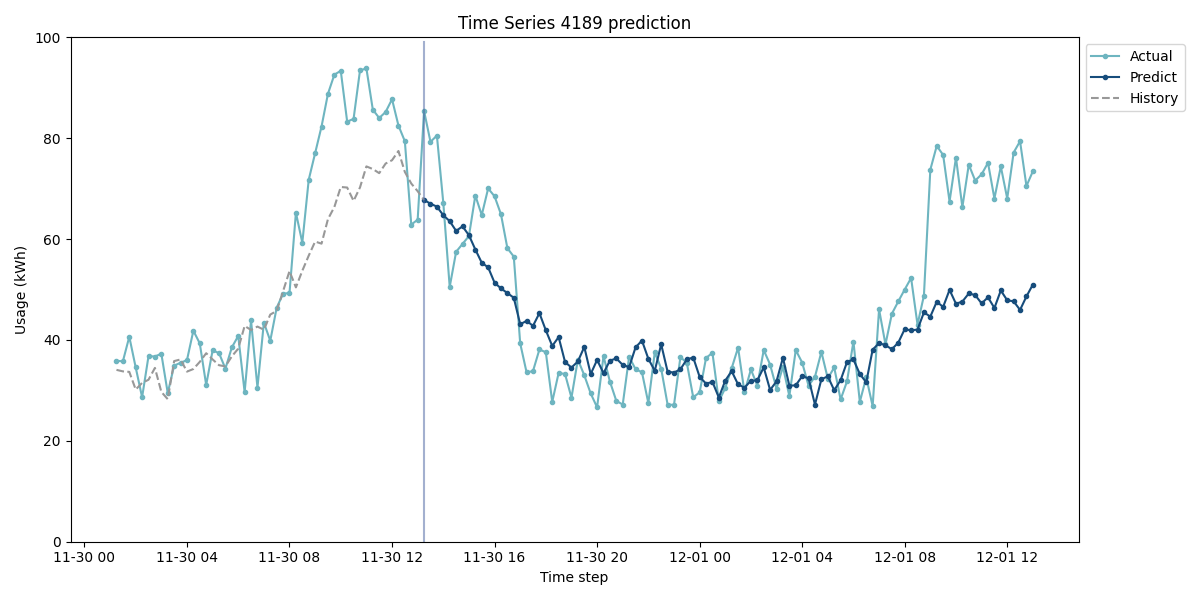 Time Series 4189 prediction
100
80
60
40
20
0
Usage (kWh)
11-30 00 11-30 04 11-30 08 11-30 12 11-30 16 11-30 20 12-01 00 12-01 04 12-01 08 12-01 12
Time step
Actual
Predict
History